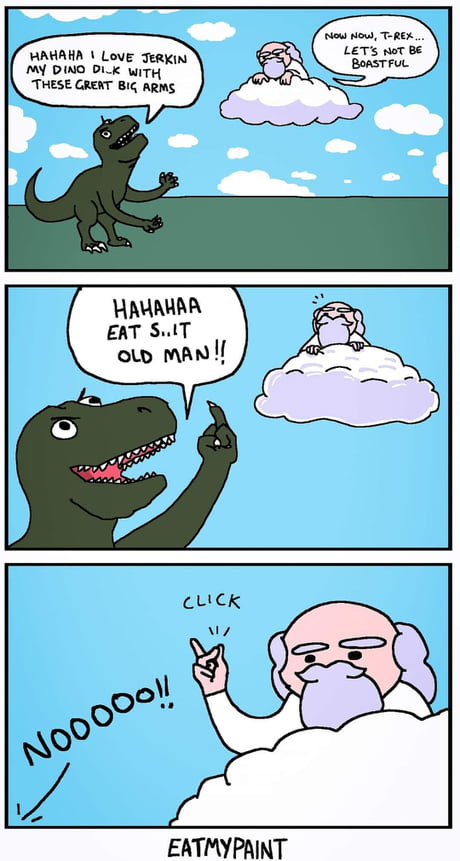 HAHAHA I LOVE JERKIN
MY DINO DI..K WITH
THESE GREAT BIG ARMS
NOW NOW, T-REX...
LET'S NOT BE
BOASTFUL
HAHAHAA
EAT S..IT
OLD MAN!!
CLICK
NOOOOO!!
EATMYPAINT